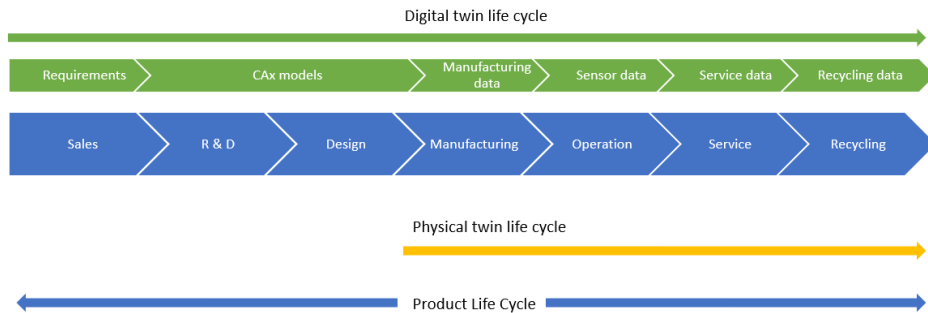 Digital twin life cycle
Requirements
CAx models
Manufacturing
data
Sensor data
Service data
Recycling data
Sales
R & D
Design
Manufacturing
Operation
Service
Recycling
Physical twin life cycle
Product Life Cycle